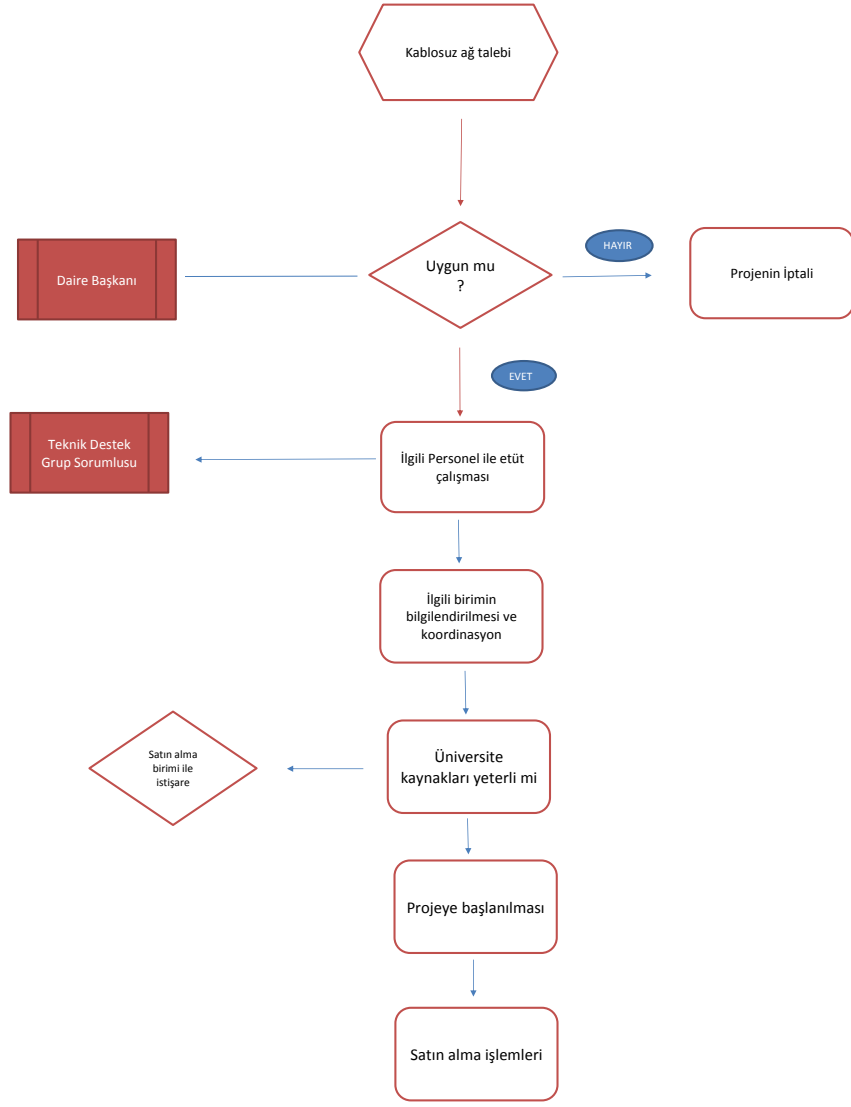 Kablosuz ağ talebi
HAYIR
Uygun mu
?
Daire Başkanı
Projenin İptali
EVET
Teknik Destek
Grup Sorumlusu
İlgili Personel ile etüt
çalışması
İlgili birimin
bilgilendirilmesi ve
koordinasyon
Satın alma
birimi ile
istişare
Üniversite
kaynakları yeterli mi
Projeye başlanılması
Satın alma işlemleri